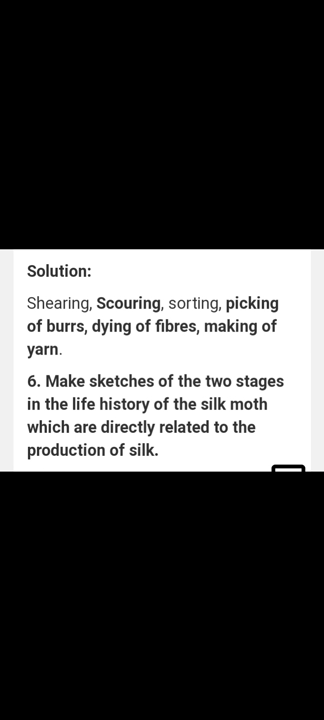 Solution:
Shearing, Scouring, sorting, picking
of burrs, dying of fibres, making of
yarn.
6. Make sketches of the two stages
in the life history of the silk moth
which are directly related to the
production of silk.